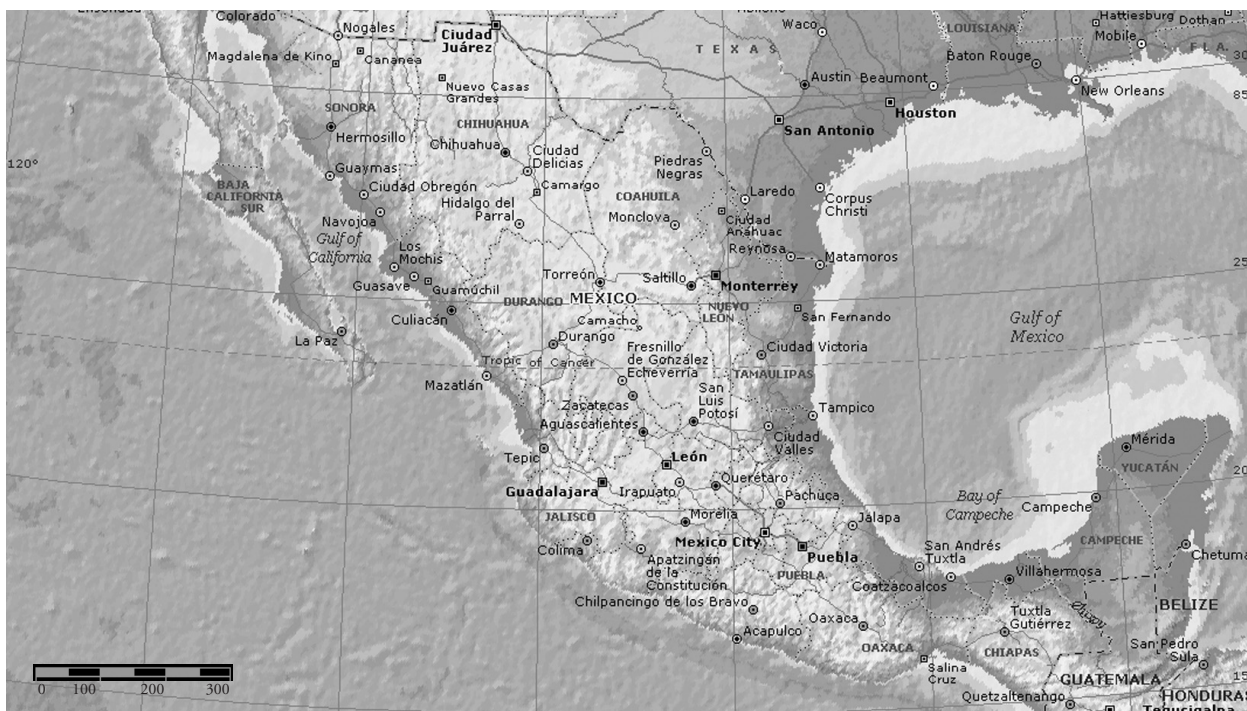 Colorado
Nogales
Ciudad
Juárez
Magdalena de Kino
Cananea
Nuevo Casas
Grandes
Waco
TEXAS
LOUISIANA
Hattiesburg
Dothan
Mobile
FLA.
Baton Rouge
30
Austin
Beaumont
New Orleans
85
Houston
San Antonio
SONORA
Hermosillo
CHIHUAHUA
Chihuahua
Ciudad
Delicias
Camargo
Piedras
Negras
120°
Guaymas
Ciudad Obregón
BAJA
CALIFORNIA
SUR
Hidalgo del
Parral
COAHUILA
Laredo
Corpus
Christi
Navojoa
Monclova
Ciudad
Anáhuac
Gulf of
California
Los
Mochis
Reynosa
Matamoros
25
Guasave
Guamúchil
Torreón
Saltillo
Monterrey
DURANGO
MEXICO
NUEVO
LEÓN
San Fernando
Culiacán
Camacho
Gulf of
Mexico
La Paz
Durango
Fresnillo
de González
Echeverría
Ciudad Victoria
Tropic of Cancer
TAMAULIPAS
Mazatlán
San
Luis
Potosí
Zacatecas
Tampico
Aguascalientes
Ciudad
Valles
Mérida
Tepic
León
YUCATÁN
20
Guadalajara
Irapuato
Querétaro
Pachuca
Bay of
Campeche
Campeche
JALISCO
Morelia
Jalapa
Colima
Mexico City
Puebla
CAMPECHE
Apatzingán
de la
Constitución
PUEBLA
San Andrés
Tuxtla
Coatzacoalcos
Villahermosa
Chetuma
Chilpancingo de los Bravo
Oaxaca
Tuxtla
Gutiérrez
BELIZE
Acapulco
OAXACA
CHIAPAS
San Pedro
Sula
Salina
Cruz
GUATEMALA
15
Quetzaltenango
HONDURAS
Tegucigalpa
0 100 200 300